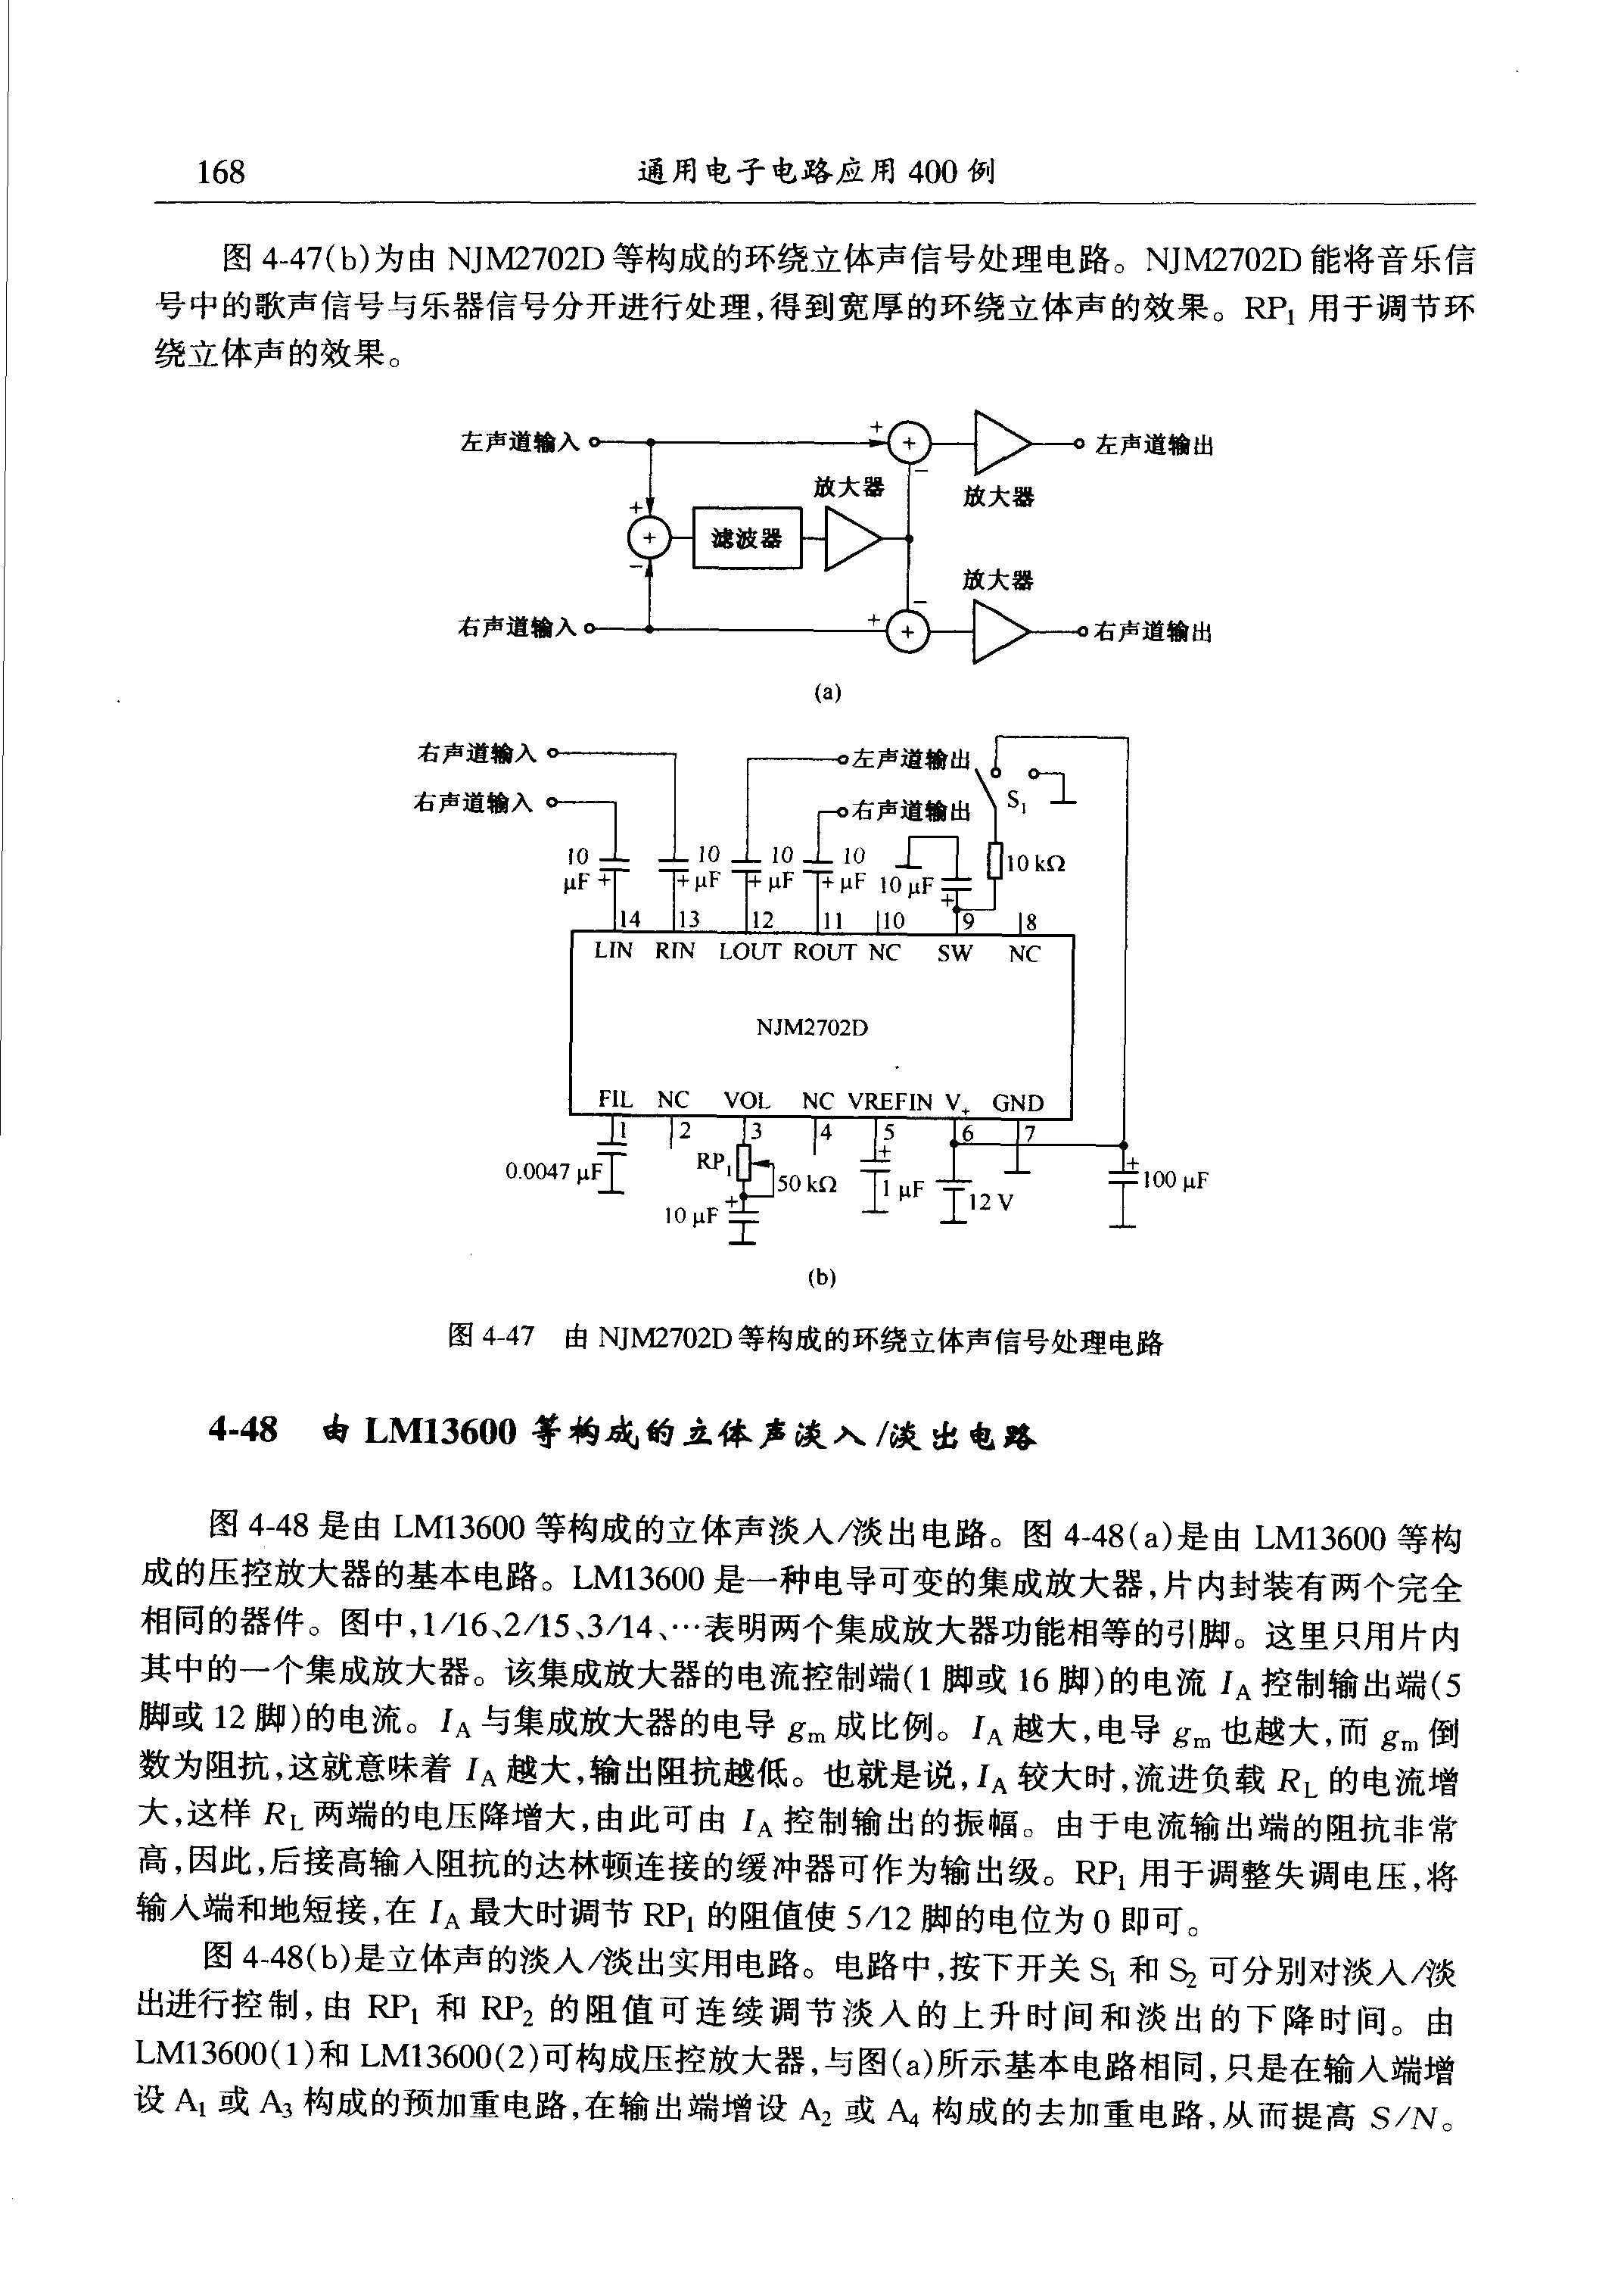 168
通用电子电路应用 400 例
图 4-47(b)为由 NJM2702D 等构成的环绕立体声信号处理电路。NJM2702D 能将音乐信
号中的歌声信号与乐器信号分开进行处理,得到宽厚的环绕立体声的效果。RP₁ 用于调节环
绕立体声的效果。
左声道输入
+
+
左声道输出
−
放大器
放大器
+
+
滤波器
−
放大器
−
右声道输入
+
+
右声道输出
(a)
右声道输入
左声道输出
右声道输入
右声道输出
S₁
10
μF
+
10
+ μF
10
+ μF
10
+ μF
10 μF
+
10 kΩ
14 13 12 11 10 9 8
LIN RIN LOUT ROUT NC SW NC
NJM2702D
FIL NC VOL NC VREFIN V₊ GND
1 2 3 4 5 6 7
0.0047 μF
RP₁
50 kΩ
+
10 μF
+
1 μF
12 V
+
100 μF
(b)
图 4-47 由 NJM2702D 等构成的环绕立体声信号处理电路
4-48 由 LM13600 等构成的立体声淡入/淡出电路
图 4-48 是由 LM13600 等构成的立体声淡入/淡出电路。图 4-48(a)是由 LM13600 等构
成的压控放大器的基本电路。LM13600 是一种电导可变的集成放大器,片内封装有两个完全
相同的器件。图中,1/16、2/15、3/14、…表明两个集成放大器功能相等的引脚。这里只用片内
其中的一个集成放大器。该集成放大器的电流控制端(1 脚或 16 脚)的电流 I_A 控制输出端(5
脚或 12 脚)的电流。I_A 与集成放大器的电导 g_m 成比例。I_A 越大,电导 g_m 也越大,而 g_m 倒
数为阻抗,这就意味着 I_A 越大,输出阻抗越低。也就是说,I_A 较大时,流进负载 R_L 的电流增
大,这样 R_L 两端的电压降增大,由此可由 I_A 控制输出的振幅。由于电流输出端的阻抗非常
高,因此,后接高输入阻抗的达林顿连接的缓冲器可作为输出级。RP₁ 用于调整失调电压,将
输入端和地短接,在 I_A 最大时调节 RP₁ 的阻值使 5/12 脚的电位为 0 即可。
图 4-48(b)是立体声的淡入/淡出实用电路。电路中,按下开关 S₁ 和 S₂ 可分别对淡入/淡
出进行控制,由 RP₁ 和 RP₂ 的阻值可连续调节淡入的上升时间和淡出的下降时间。由
LM13600(1)和 LM13600(2)可构成压控放大器,与图(a)所示基本电路相同,只是在输入端增
设 A₁ 或 A₃ 构成的预加重电路,在输出端增设 A₂ 或 A₄ 构成的去加重电路,从而提高 S/N。